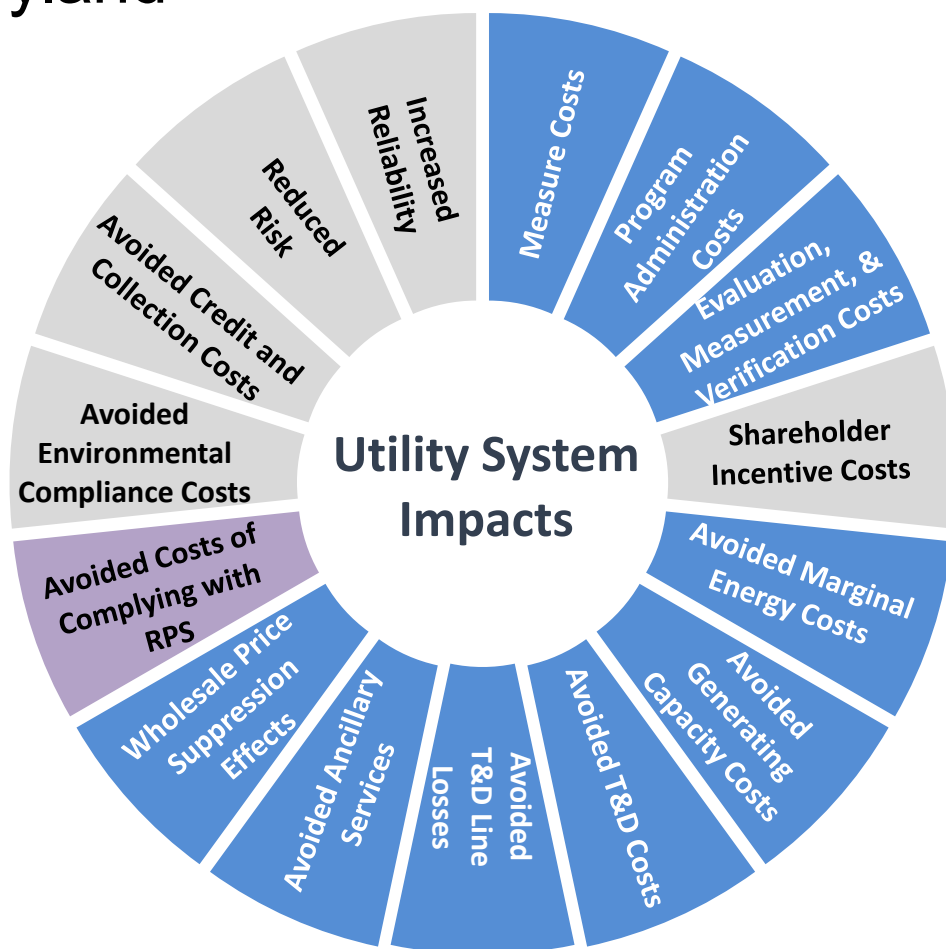 yland
Utility System
Impacts
Measure Costs
Program
Administration
Costs
Evaluation,
Measurement, &
Verification Costs
Shareholder
Incentive Costs
Avoided Marginal
Energy Costs
Avoided
Generating
Capacity Costs
Avoided T&D Costs
Avoided
T&D Line
Losses
Avoided Ancillary
Services
Wholesale Price
Suppression
Effects
Avoided Costs of
Complying with
RPS
Avoided
Environmental
Compliance Costs
Avoided Credit and
Collection Costs
Reduced
Risk
Increased
Reliability